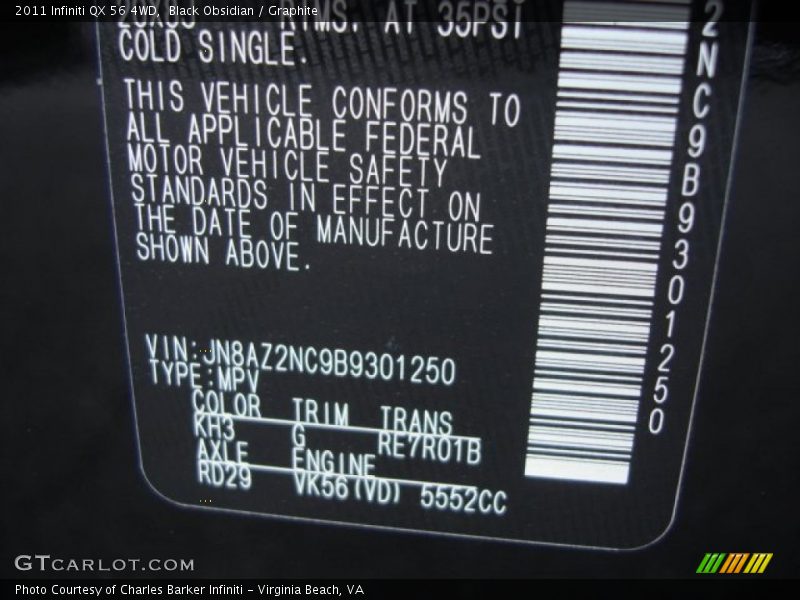 2011 Infiniti QX 56 4WD, Black Obsidian / Graphite
AT 35PSI
COLD SINGLE.
THIS VEHICLE CONFORMS TO
ALL APPLICABLE FEDERAL
MOTOR VEHICLE SAFETY
STANDARDS IN EFFECT ON
THE DATE OF MANUFACTURE
SHOWN ABOVE.
VIN:JN8AZ2NC9B9301250
TYPE:MPV
COLOR TRIM TRANS
KH3 G RE7R01B
AXLE ENGINE
RD29 VK56(VD) 5552CC
2NC9B9301250
GTCARLOT.COM
Photo Courtesy of Charles Barker Infiniti - Virginia Beach, VA